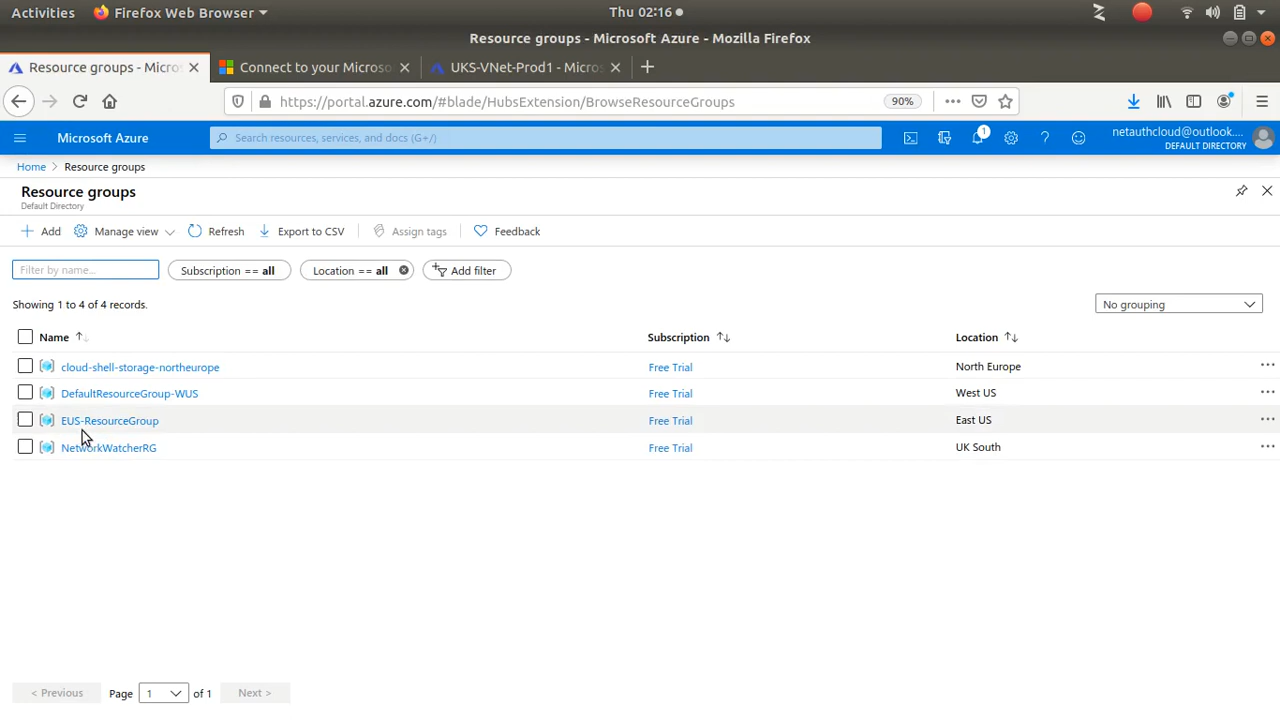 Activities Firefox Web Browser Thu 02:16
Resource groups - Microsoft Azure - Mozilla Firefox
Resource groups - Micros Connect to your Microso UKS-VNet-Prod1 - Micros
https://portal.azure.com/#blade/HubsExtension/BrowseResourceGroups 90%
Microsoft Azure Search resources, services, and docs (G+/) 1 netauthcloud@outlook....
DEFAULT DIRECTORY
Home > Resource groups
Resource groups
Default Directory
Add Manage view Refresh Export to CSV Assign tags Feedback
Filter by name... Subscription == all Location == all Add filter
Showing 1 to 4 of 4 records. No grouping
Name Subscription Location
cloud-shell-storage-northeurope Free Trial North Europe
DefaultResourceGroup-WUS Free Trial West US
EUS-ResourceGroup Free Trial East US
NetworkWatcherRG Free Trial UK South
< Previous Page 1 of 1 Next >